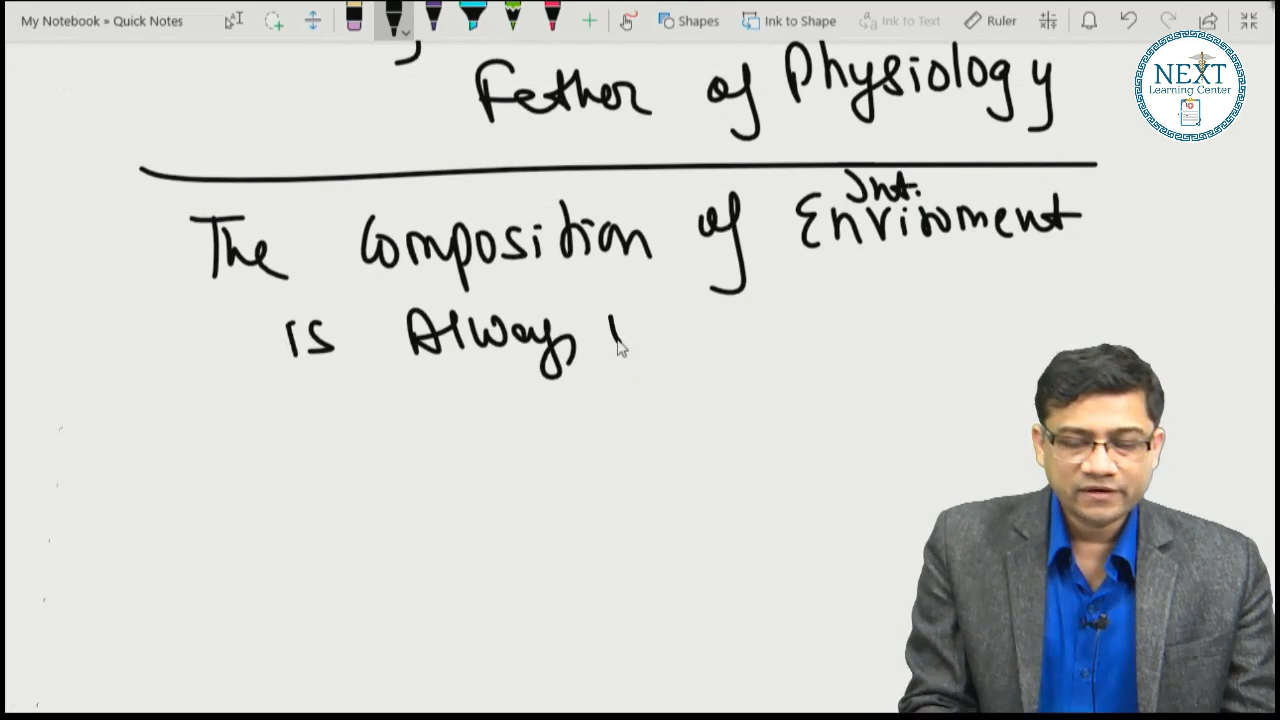 My Notebook » Quick Notes
Shapes
Ink to Shape
Ink to Text
Ruler
NEXT
Learning Center
Father of Physiology
The Composition of Int. Environment
is Always